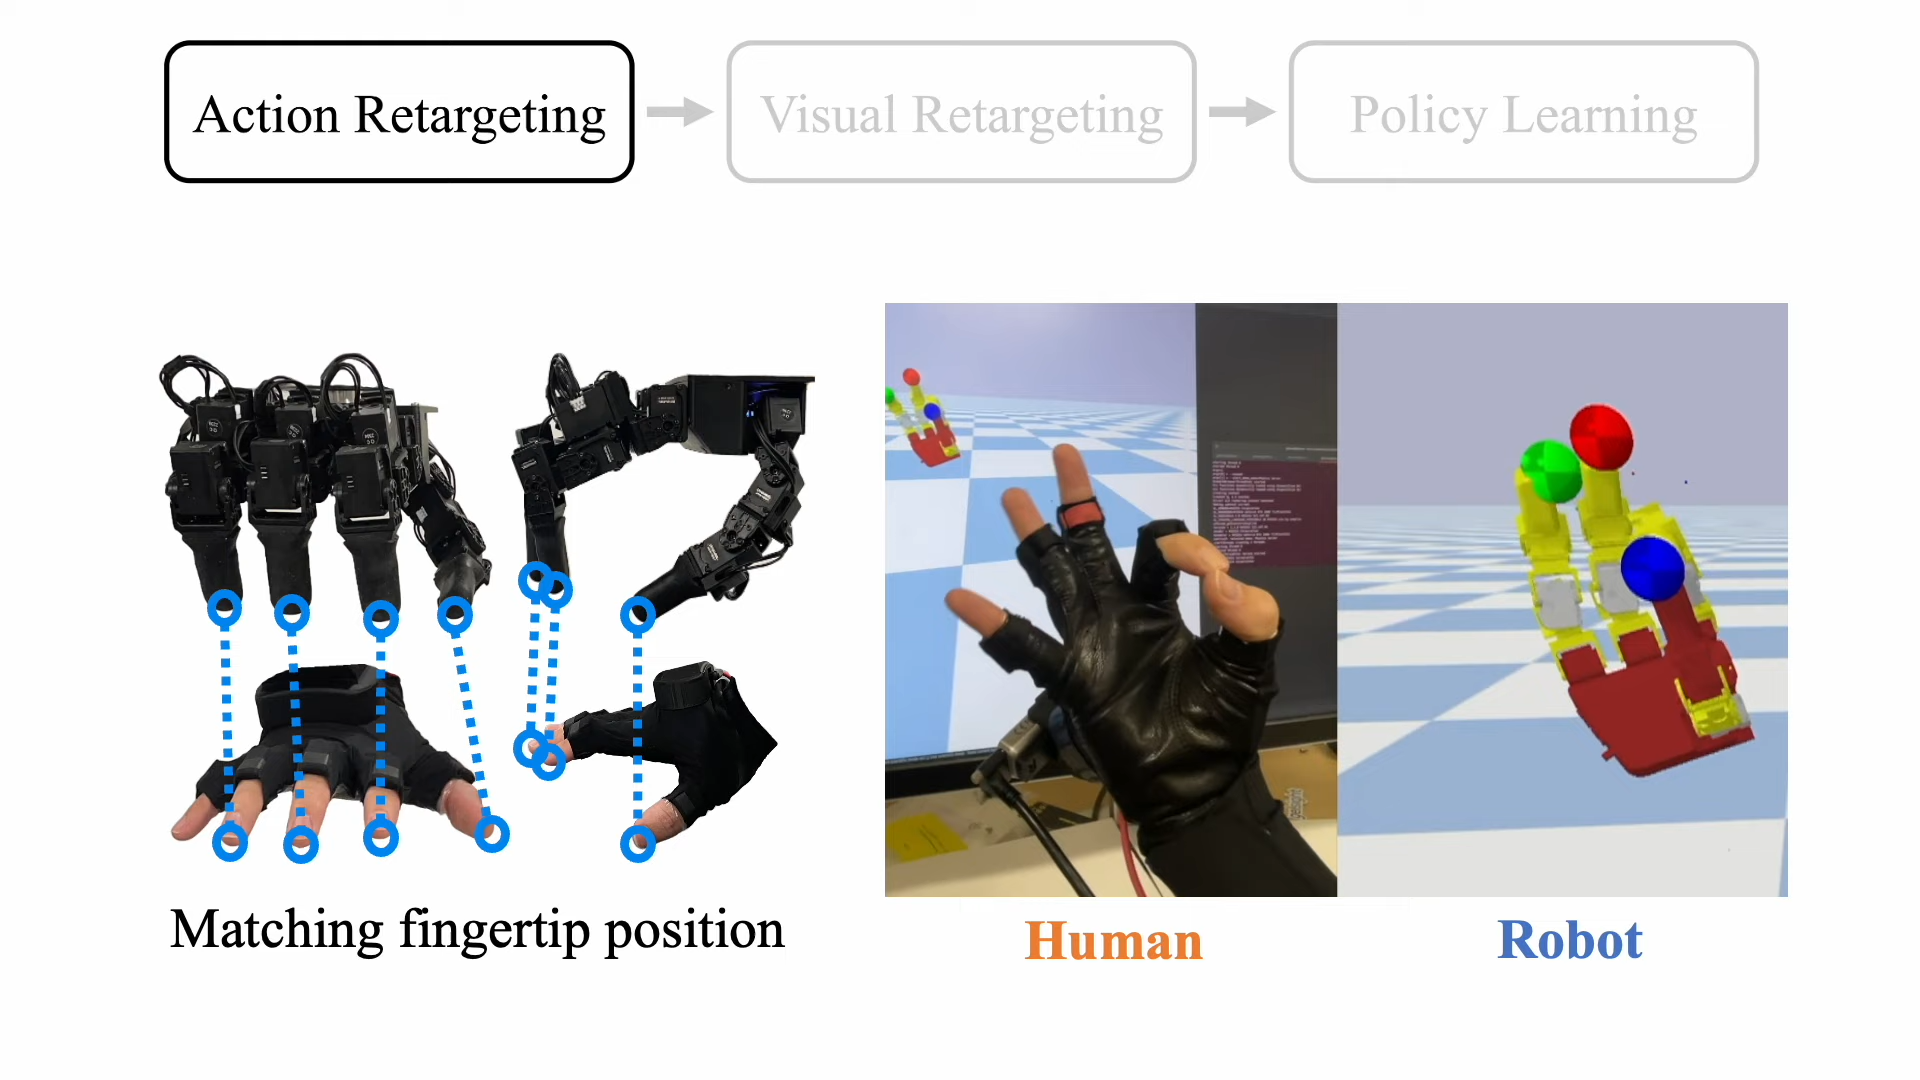 Action Retargeting
Visual Retargeting
Policy Learning
Matching fingertip position
Human
Robot